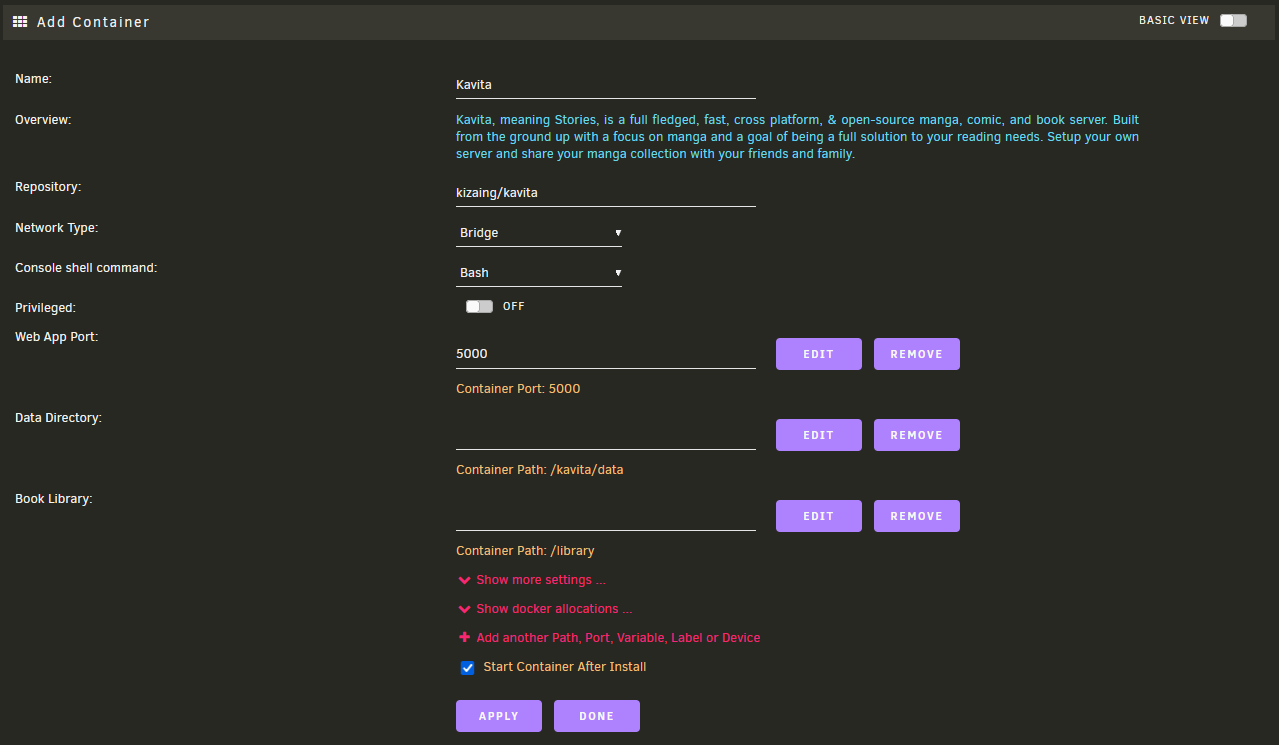 Add Container
BASIC VIEW
Name:
Kavita
Overview:
Kavita, meaning Stories, is a full fledged, fast, cross platform, & open-source manga, comic, and book server. Built
from the ground up with a focus on manga and a goal of being a full solution to your reading needs. Setup your own
server and share your manga collection with your friends and family.
Repository:
kizaing/kavita
Network Type:
Bridge
Console shell command:
Bash
Privileged:
OFF
Web App Port:
5000
EDIT
REMOVE
Container Port: 5000
Data Directory:
EDIT
REMOVE
Container Path: /kavita/data
Book Library:
EDIT
REMOVE
Container Path: /library
Show more settings ...
Show docker allocations ...
Add another Path, Port, Variable, Label or Device
Start Container After Install
APPLY
DONE